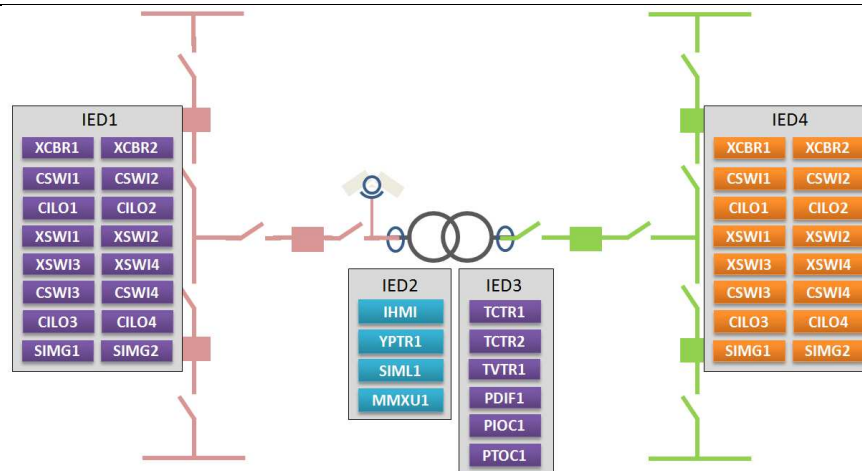 IED1
XCBR1 XCBR2
CSWI1 CSWI2
CILO1 CILO2
XSWI1 XSWI2
XSWI3 XSWI4
CSWI3 CSWI4
CILO3 CILO4
SIMG1 SIMG2
IED2
IHMI
YPTR1
SIML1
MMXU1
IED3
TCTR1
TCTR2
TVTR1
PDIF1
PIOC1
PTOC1
IED4
XCBR1 XCBR2
CSWI1 CSWI2
CILO1 CILO2
XSWI1 XSWI2
XSWI3 XSWI4
CSWI3 CSWI4
CILO3 CILO4
SIMG1 SIMG2